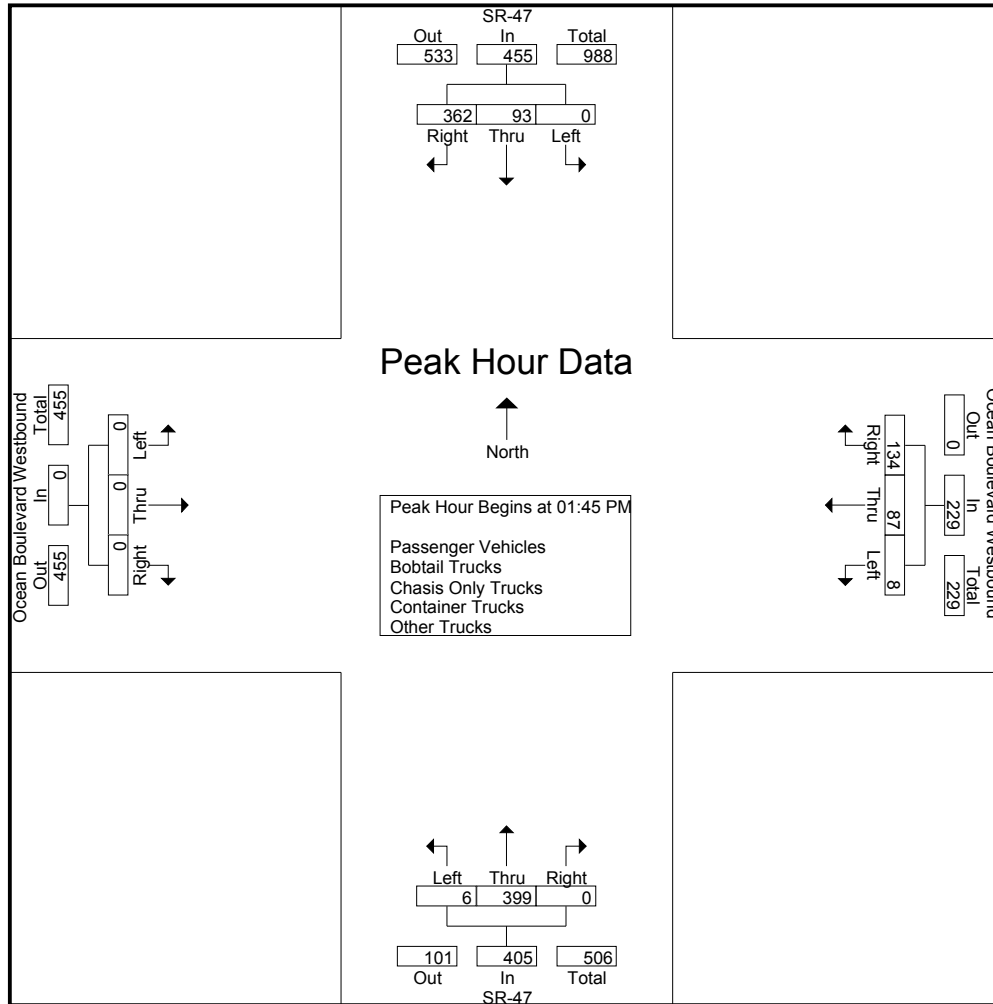 SR-47
Out In Total
533 455 988
362 93 0
Right Thru Left
Peak Hour Data
North
Peak Hour Begins at 01:45 PM
Passenger Vehicles
Bobtail Trucks
Chasis Only Trucks
Container Trucks
Other Trucks
Ocean Boulevard Westbound
Out In Total
455 0 455
0 0 0
Right Thru Left
Ocean Boulevard Westbound
Out In Total
0 229 229
134 87 8
Right Thru Left
Left Thru Right
6 399 0
101 405 506
Out In Total
SR-47